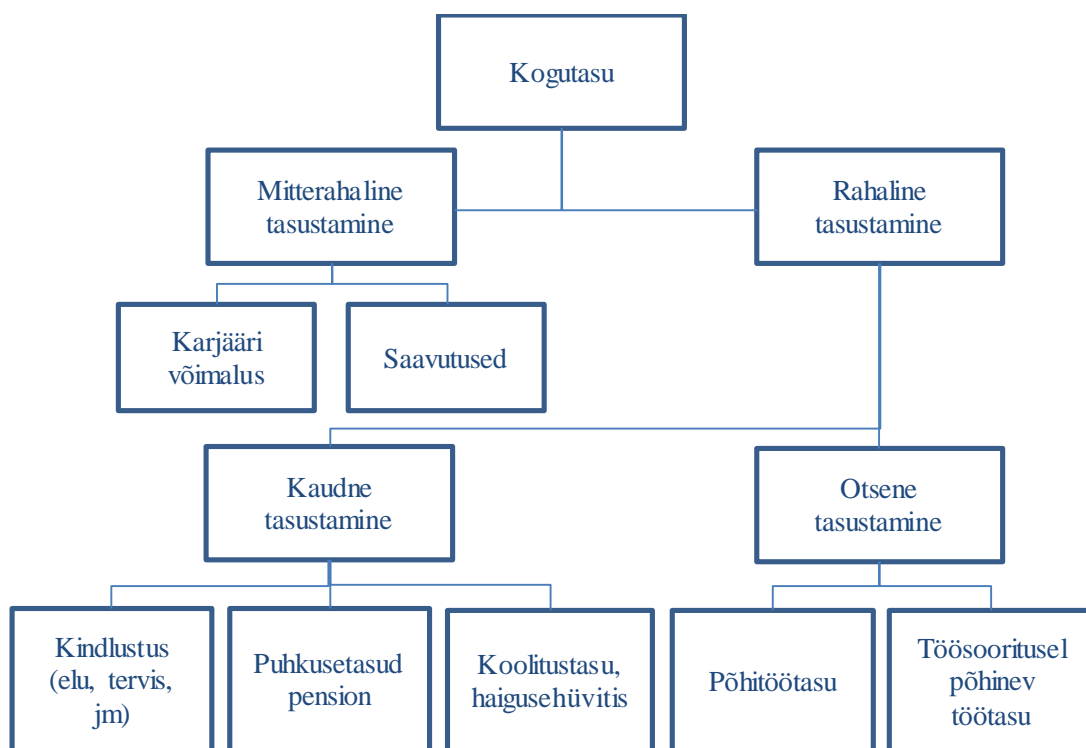 Kogutasu
Mitterahaline
tasustamine
Rahaline
tasustamine
Karjääri
võimalus
Saavutused
Kaudne
tasustamine
Otsene
tasustamine
Kindlustus
(elu, tervis,
jm)
Puhkusetasud
pension
Koolitustasu,
haigusehüvitis
Põhitöötasu
Töösooritusel
põhinev
töötasu